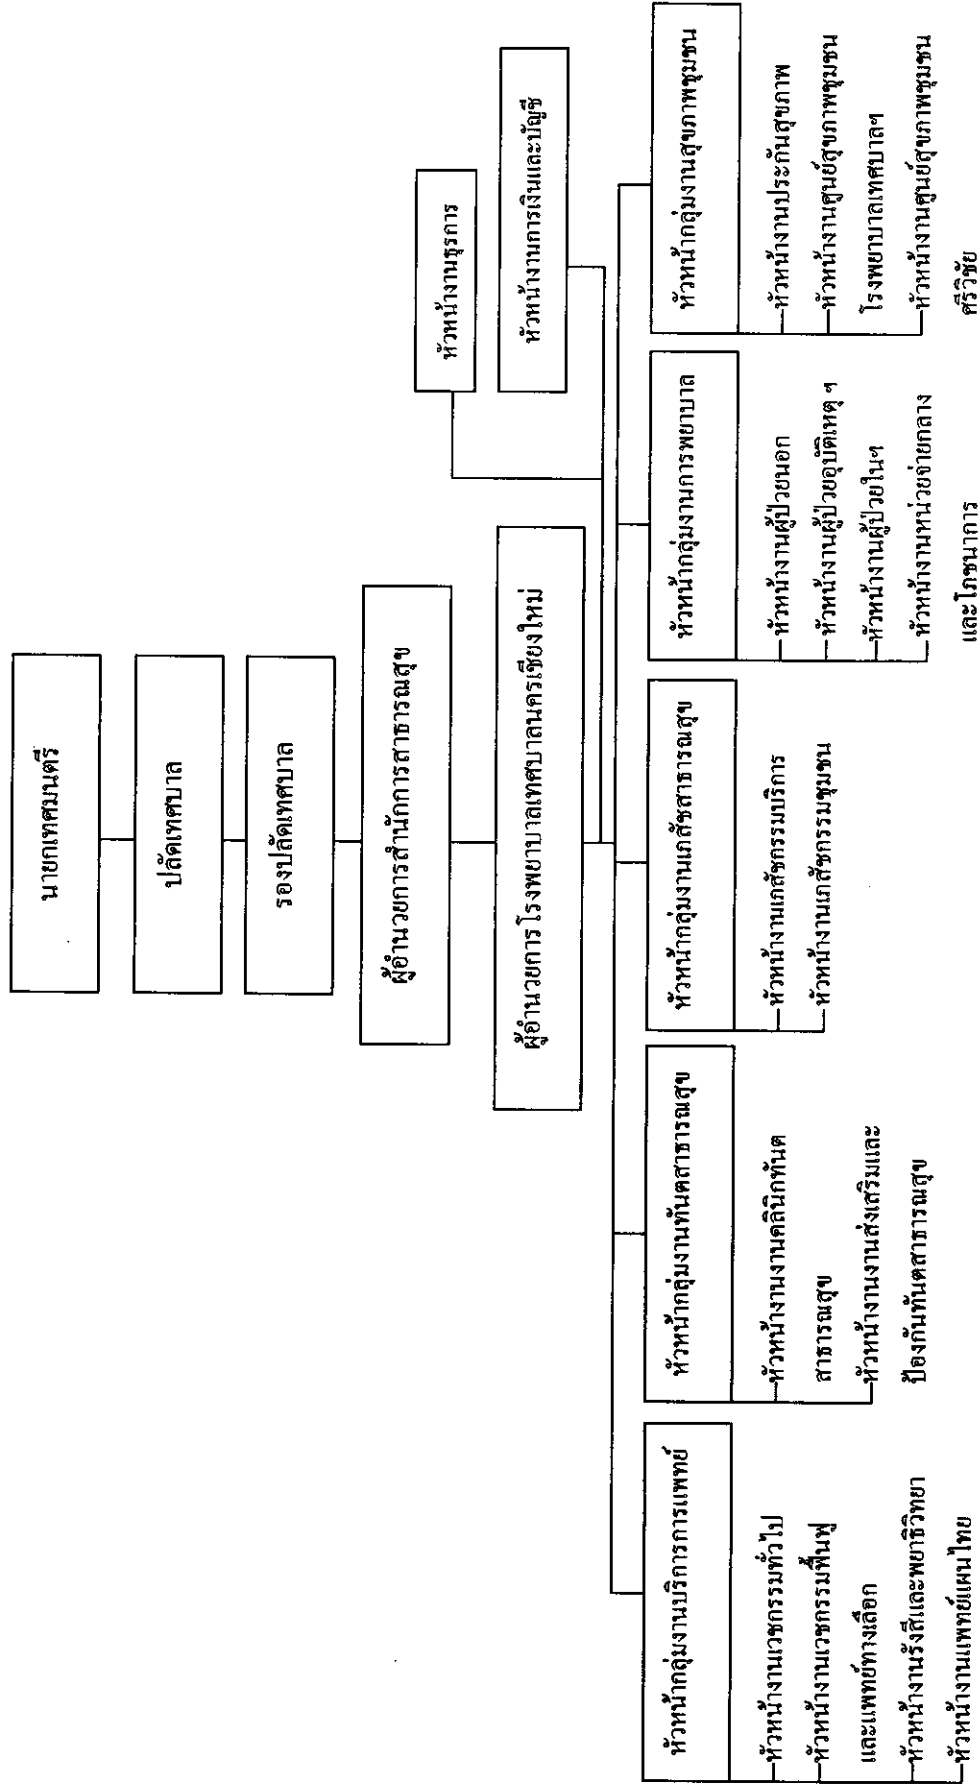 นายกเทศมนตรี
ปลัดเทศบาล
รองปลัดเทศบาล
ผู้อำนวยการสำนักการสาธารณสุข
ผู้อำนวยการโรงพยาบาลเทศบาลนครเชียงใหม่
หัวหน้างานธุรการ
หัวหน้างานการเงินและบัญชี
หัวหน้ากลุ่มงานบริการการแพทย์
หัวหน้างานเวชกรรมทั่วไป
หัวหน้างานเวชกรรมฟื้นฟู
และแพทย์ทางเลือก
หัวหน้างานรังสีและพยาธิวิทยา
หัวหน้างานแพทย์แผนไทย
หัวหน้ากลุ่มงานทันตสาธารณสุข
หัวหน้างานงานคลินิกทันต
สาธารณสุข
หัวหน้างานงานส่งเสริมและ
ป้องกันทันตสาธารณสุข
หัวหน้ากลุ่มงานเภสัชสาธารณสุข
หัวหน้างานเภสัชกรรมบริการ
หัวหน้างานเภสัชกรรมชุมชน
หัวหน้ากลุ่มงานการพยาบาล
หัวหน้างานผู้ป่วยนอก
หัวหน้างานผู้ป่วยอุบัติเหตุ ฯ
หัวหน้างานผู้ป่วยในฯ
หัวหน้างานหน่วยจ่ายกลาง
และโภชนาการ
หัวหน้ากลุ่มงานสุขภาพชุมชน
หัวหน้างานประกันสุขภาพ
หัวหน้างานศูนย์สุขภาพชุมชน
โรงพยาบาลเทศบาลฯ
หัวหน้างานศูนย์สุขภาพชุมชน
ศรีวิชัย